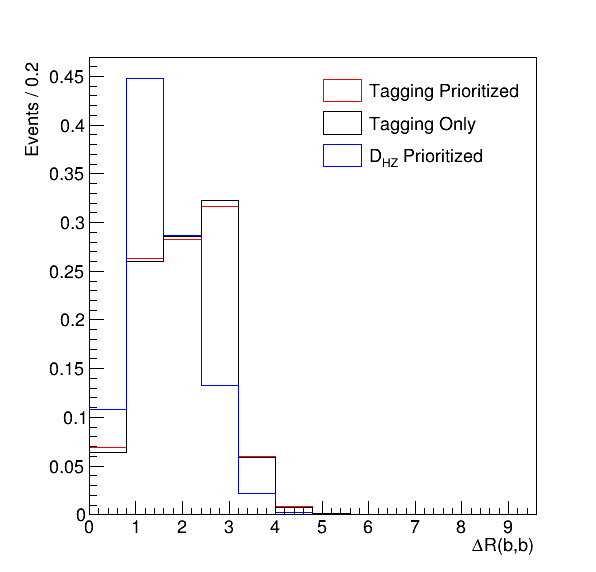 Events / 0.2
0.45
0.4
0.35
0.3
0.25
0.2
0.15
0.1
0.05
0
Tagging Prioritized
Tagging Only
D_HZ Prioritized
0 1 2 3 4 5 6 7 8 9
ΔR(b,b)